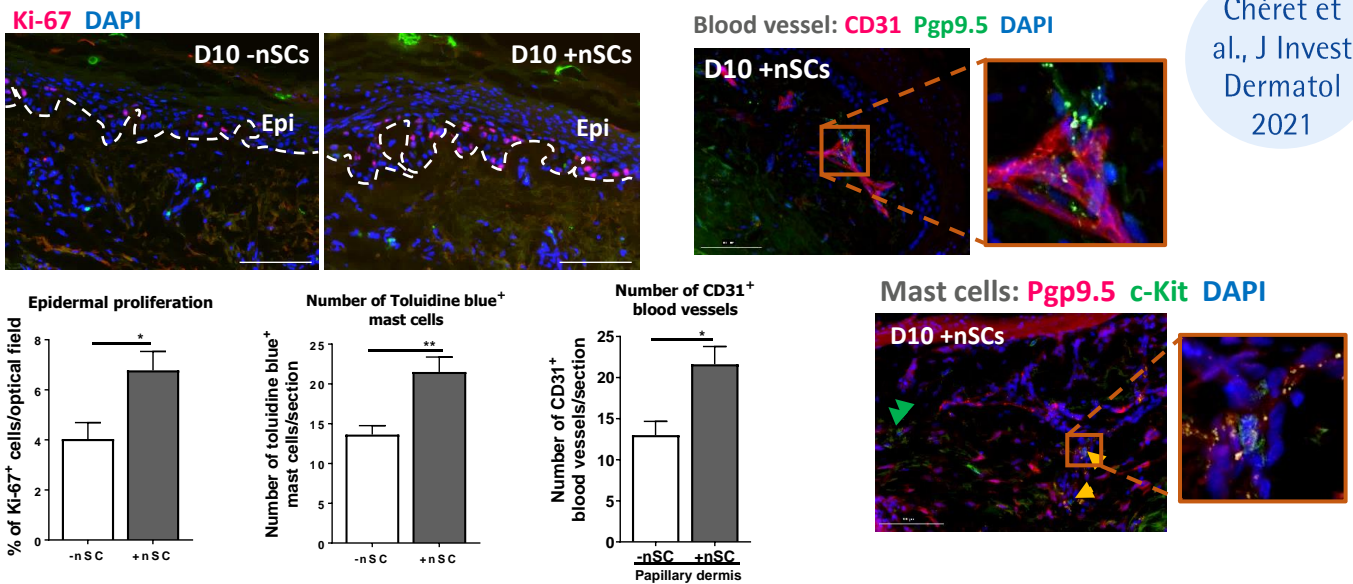 Ki-67 DAPI
D10 -nSCs
Epi
D10 +nSCs
Epi
Blood vessel: CD31 Pgp9.5 DAPI
D10 +nSCs
Chéret et
al., J Invest
Dermatol
2021
Epidermal proliferation
% of Ki-67+ cells/optical field
8
6
4
2
0
*
-nSC
+nSC
Number of Toluidine blue+
mast cells
Number of toluidine blue+
mast cells/section
25
20
15
10
5
0
**
-nSC
+nSC
Number of CD31+
blood vessels
Number of CD31+
blood vessels/section
25
20
15
10
5
0
*
-nSC
+nSC
Papillary dermis
Mast cells: Pgp9.5 c-Kit DAPI
D10 +nSCs